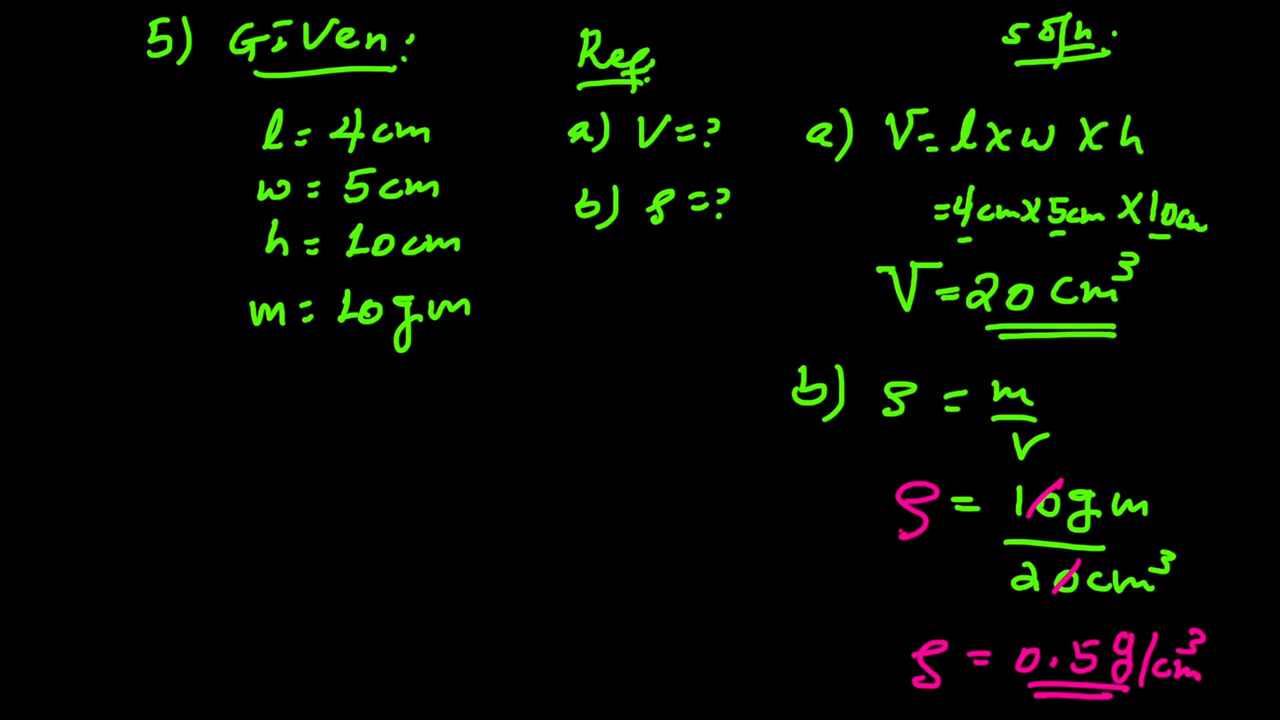 5) Given:
l = 4cm
w = 5cm
h = 10cm
m = 10gm
Req.
a) V=?
b) ρ=?
soln.
a) V= l x w x h
=4cm x 5cm x 10cm
V=20 cm³
b) ρ = m/V
ρ = 10gm/20cm³
ρ = 0.5g/cm³